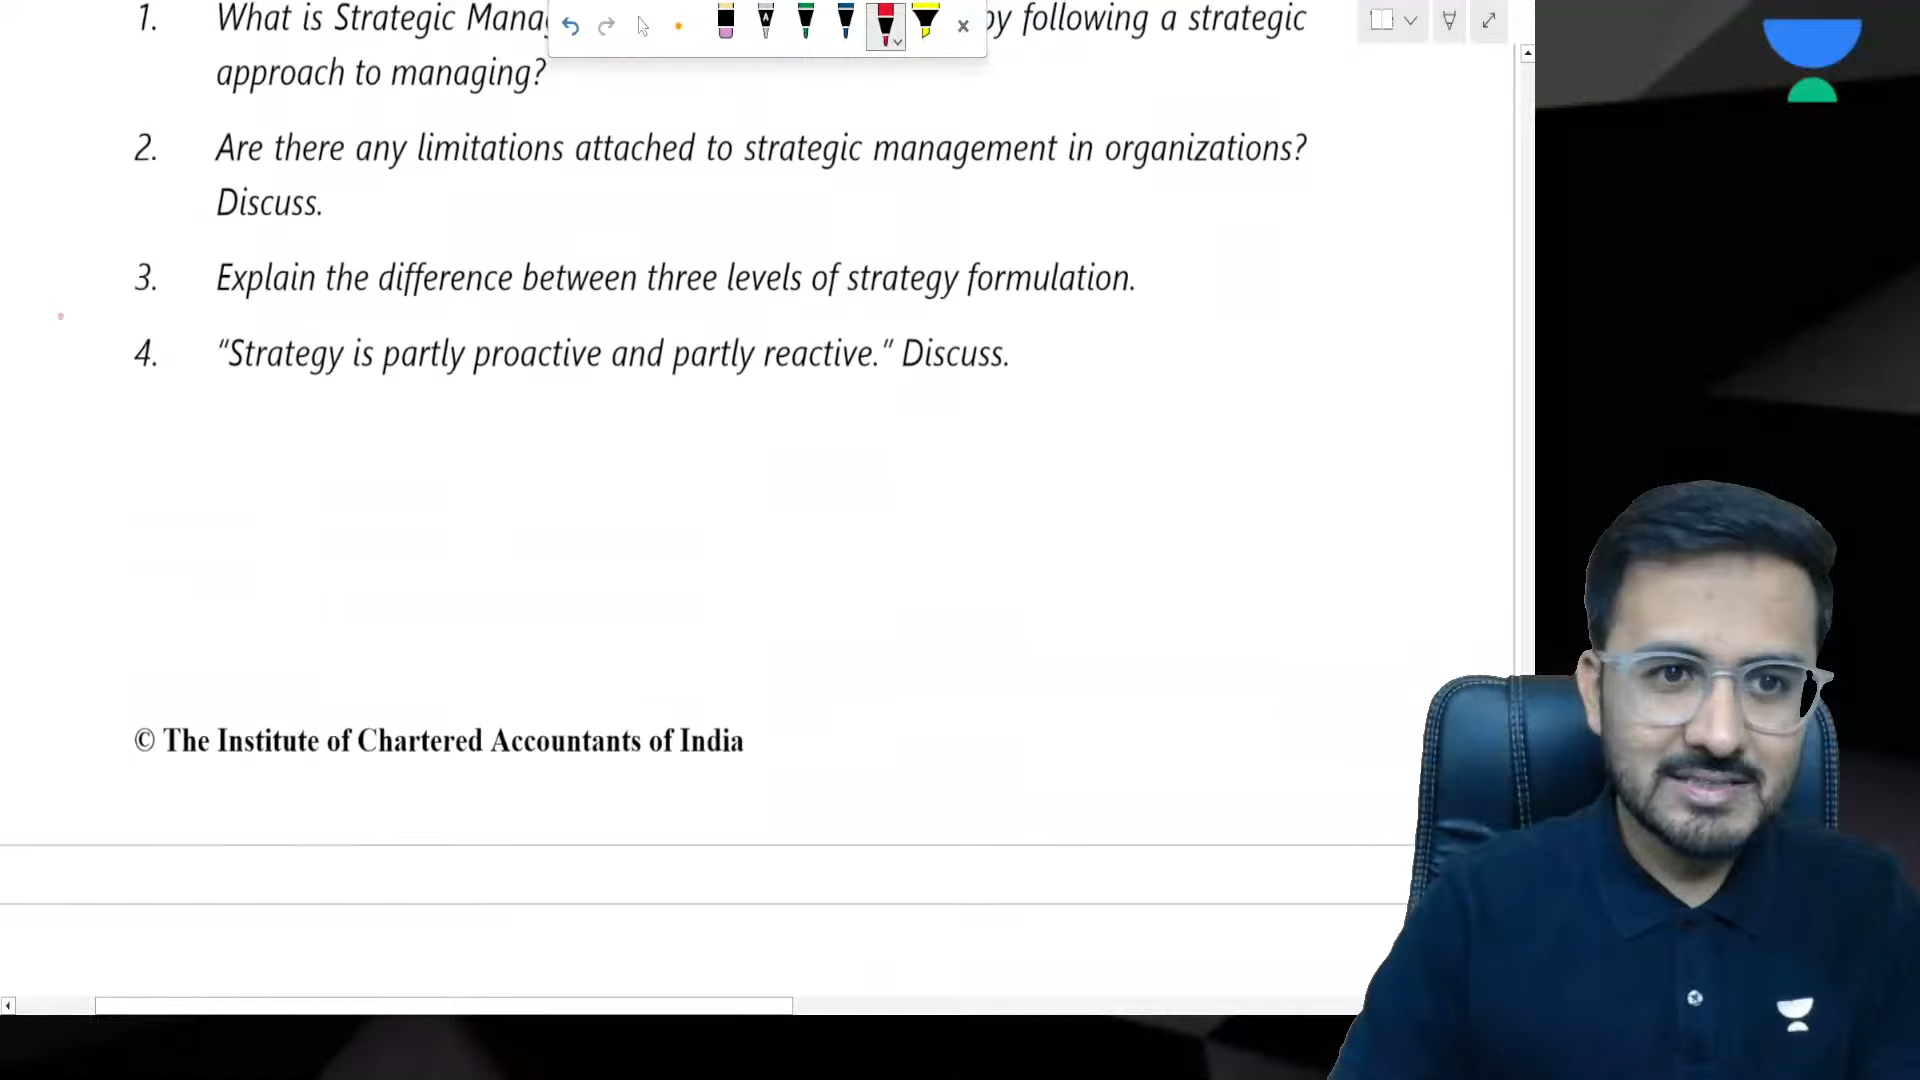 1. What is Strategic Mana by following a strategic
approach to managing?
2. Are there any limitations attached to strategic management in organizations?
Discuss.
3. Explain the difference between three levels of strategy formulation.
4. “Strategy is partly proactive and partly reactive.” Discuss.
© The Institute of Chartered Accountants of India